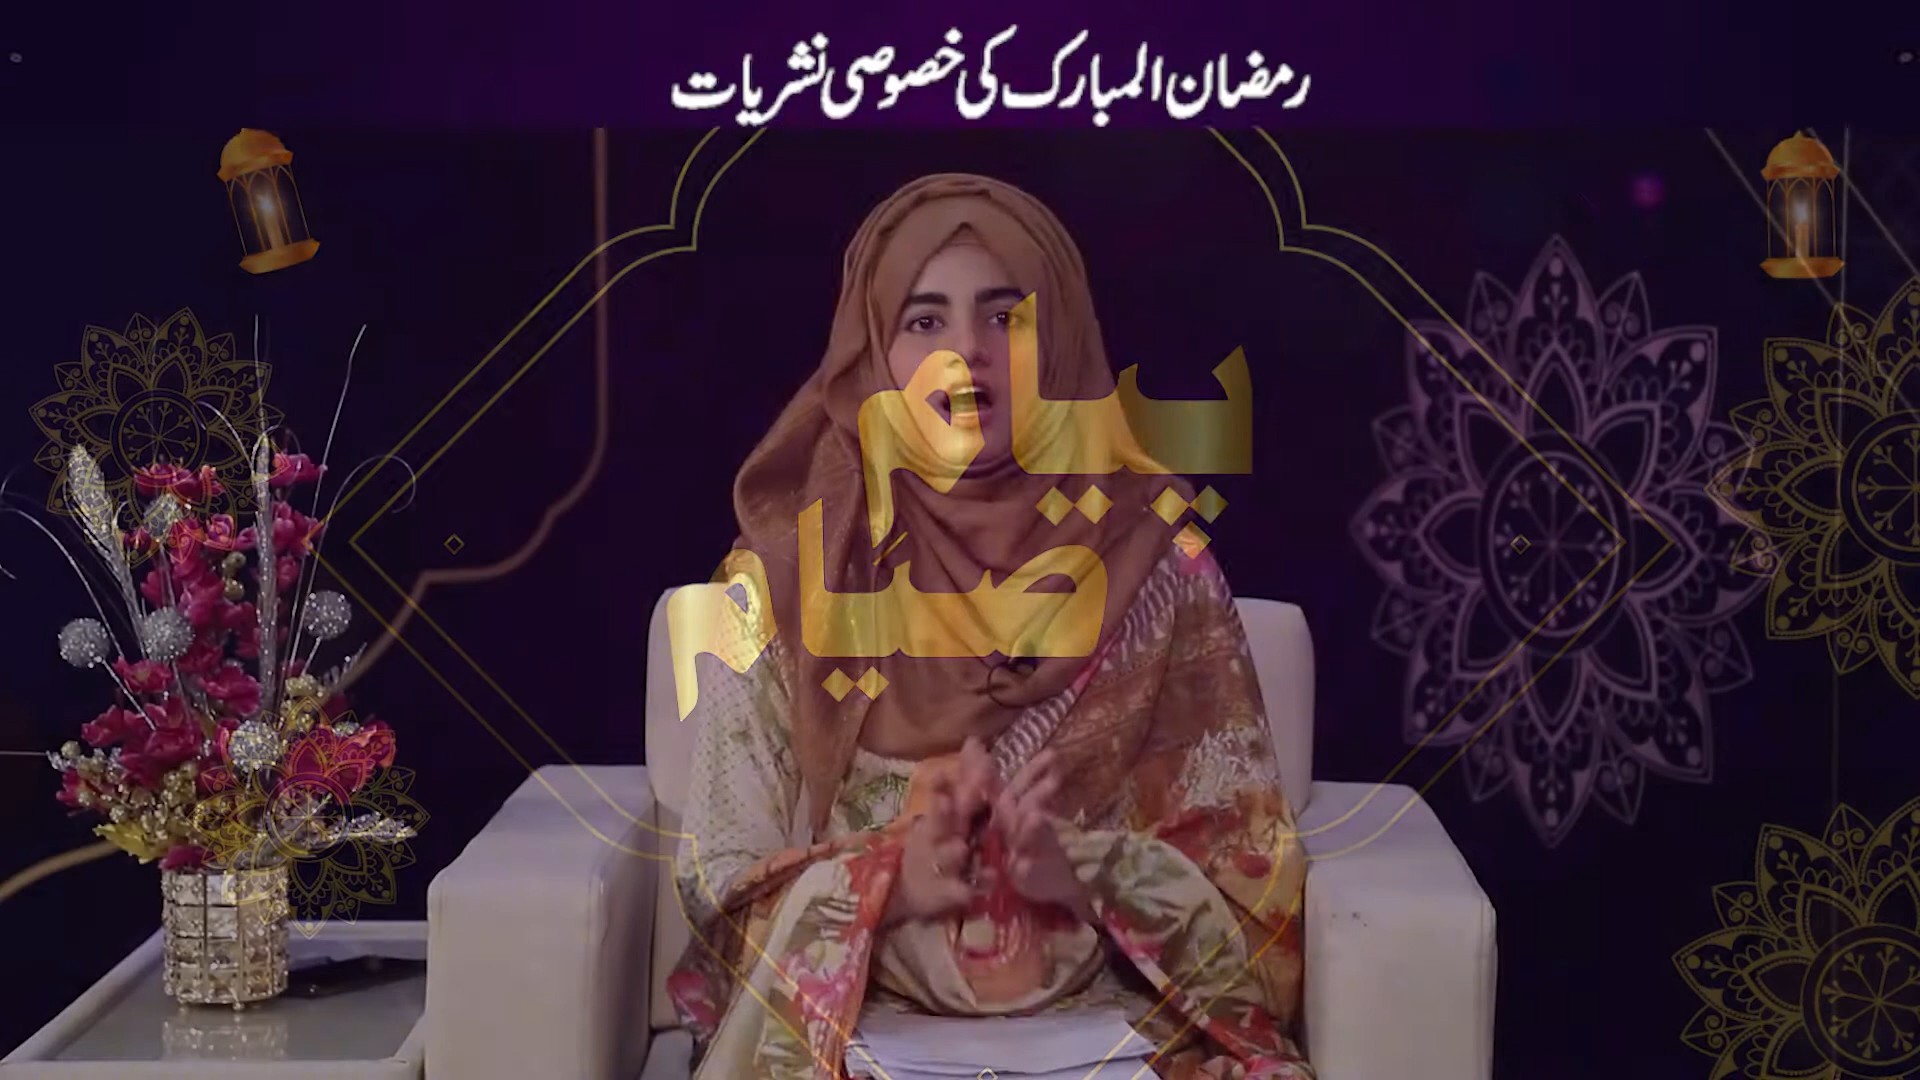 رمضان المبارک کی خصوصی نشریات
پیام
صیام